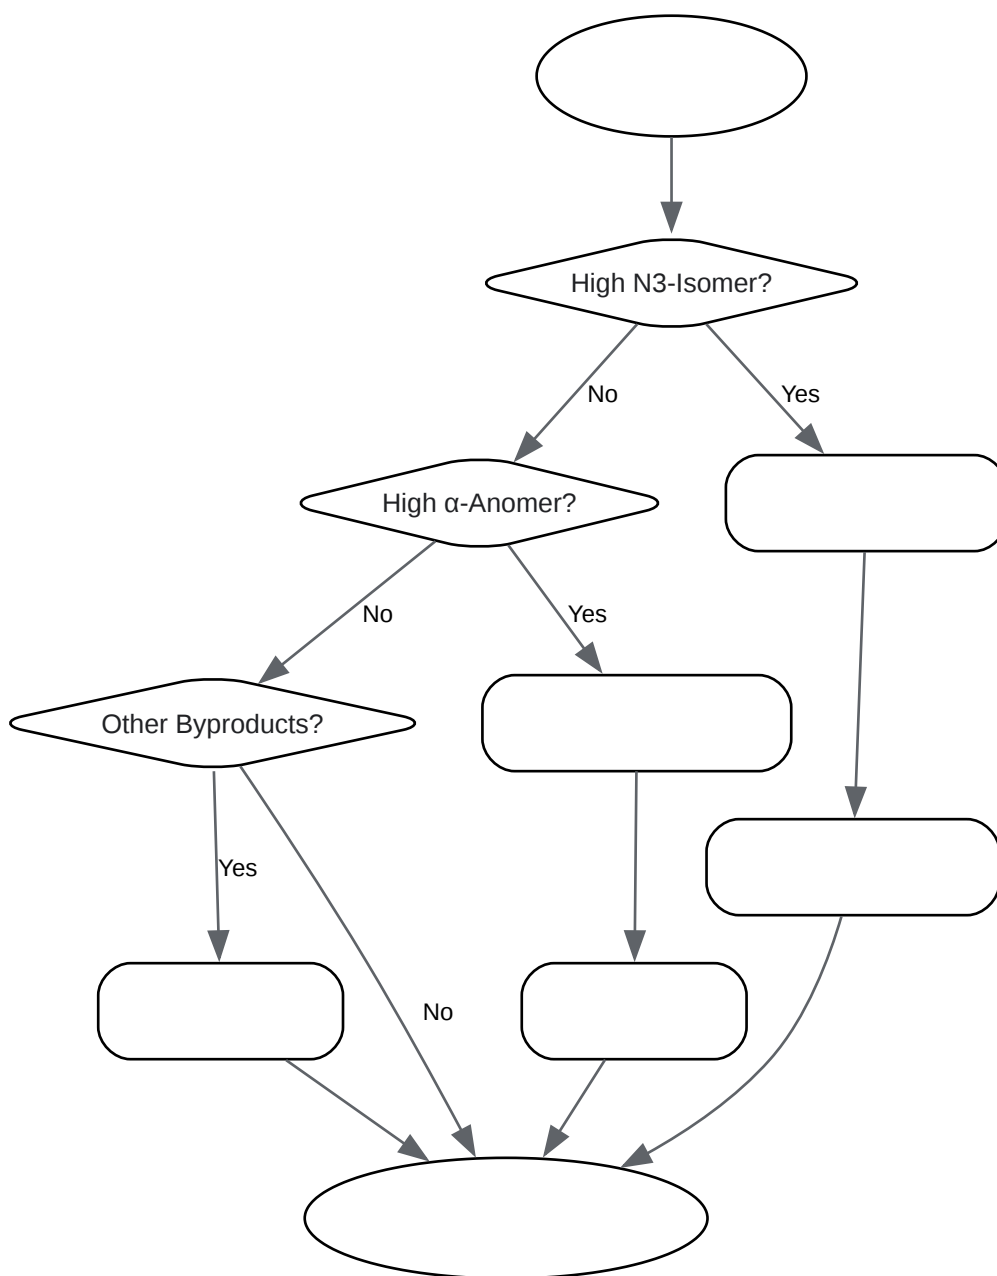 High N3-Isomer?
No
Yes
High α-Anomer?
No
Yes
Other Byproducts?
Yes
No